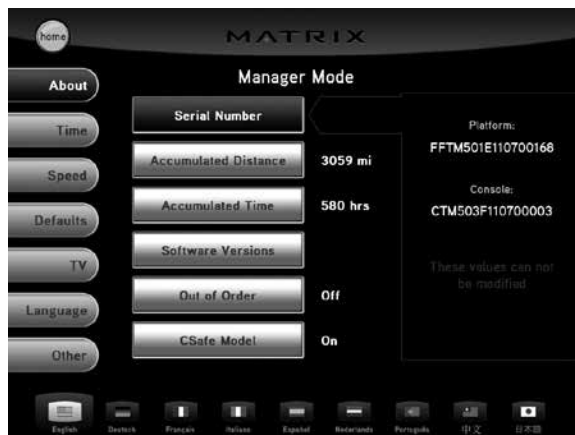 home
MATRIX
Manager Mode
About
Time
Speed
Defaults
TV
Language
Other
Serial Number
Accumulated Distance
3059 mi
Accumulated Time
580 hrs
Software Versions
Out of Order
Off
CSafe Model
On
Platform:
FFTM501E110700168
Console:
CTM503F110700003
These values can not
be modified
English
Deutsch
Français
Italiano
Español
Nederlands
Português
中文
日本語